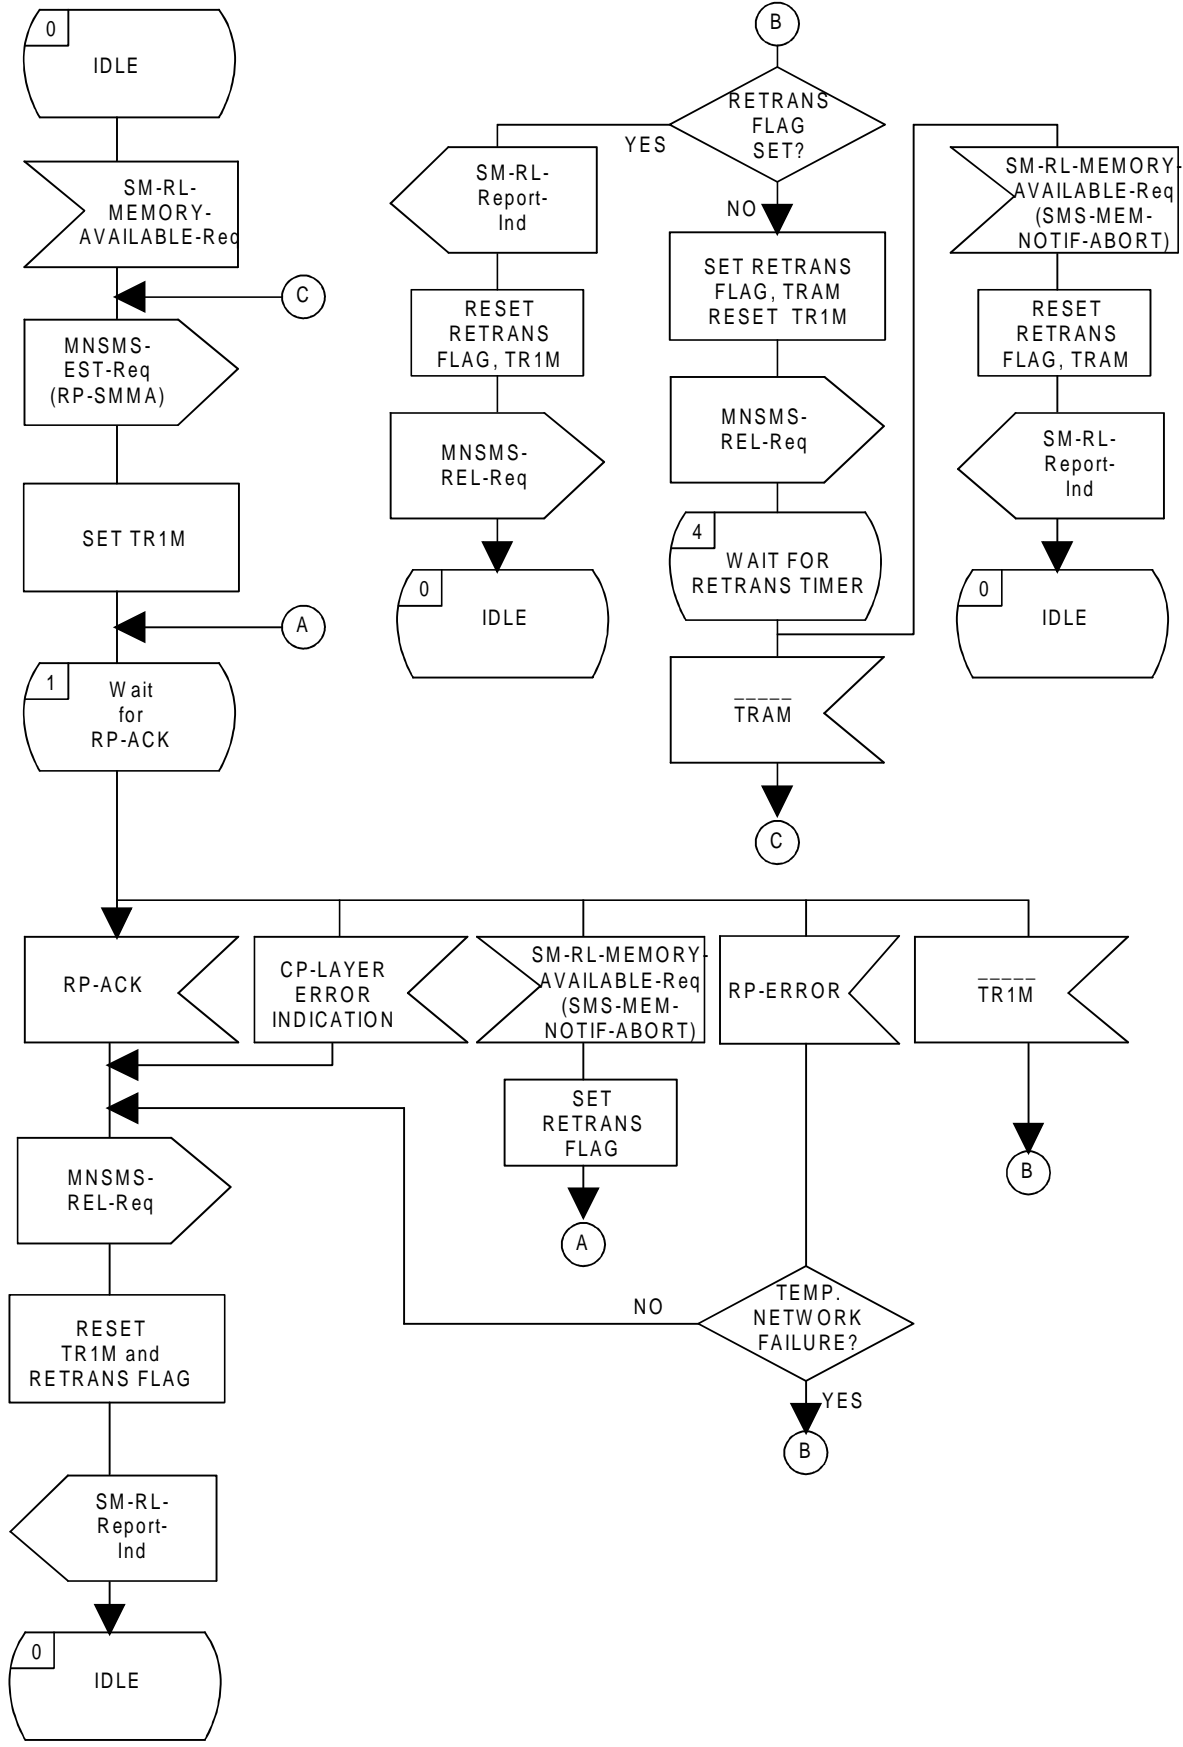 0
IDLE
SM-RL-
MEMORY-
AVAILABLE-Req
C
MNSMS-
EST-Req
(RP-SMMA)
SET TR1M
A
1
Wait
for
RP-ACK
B
RETRANS
FLAG
SET?
YES
NO
SM-RL-
Report-
Ind
RESET
RETRANS
FLAG, TR1M
MNSMS-
REL-Req
0
IDLE
SET RETRANS
FLAG, TRAM
RESET TR1M
MNSMS-
REL-Req
4
WAIT FOR
RETRANS TIMER
TRAM
C
SM-RL-MEMORY-
AVAILABLE-Req
(SMS-MEM-
NOTIF-ABORT)
RESET
RETRANS
FLAG, TRAM
SM-RL-
Report-
Ind
0
IDLE
RP-ACK
CP-LAYER
ERROR
INDICATION
SM-RL-MEMORY-
AVAILABLE-Req
(SMS-MEM-
NOTIF-ABORT)
RP-ERROR
TR1M
SET
RETRANS
FLAG
A
B
MNSMS-
REL-Req
TEMP.
NETWORK
FAILURE?
NO
YES
B
RESET
TR1M and
RETRANS FLAG
SM-RL-
Report-
Ind
0
IDLE